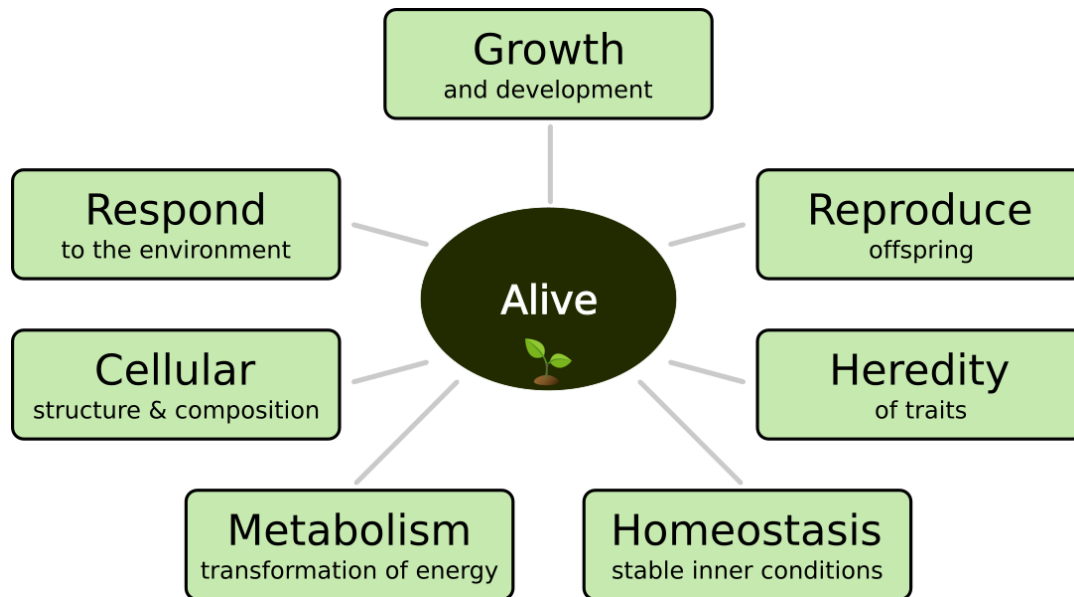 Growth
and development
Respond
to the environment
Reproduce
offspring
Alive
Cellular
structure & composition
Heredity
of traits
Metabolism
transformation of energy
Homeostasis
stable inner conditions